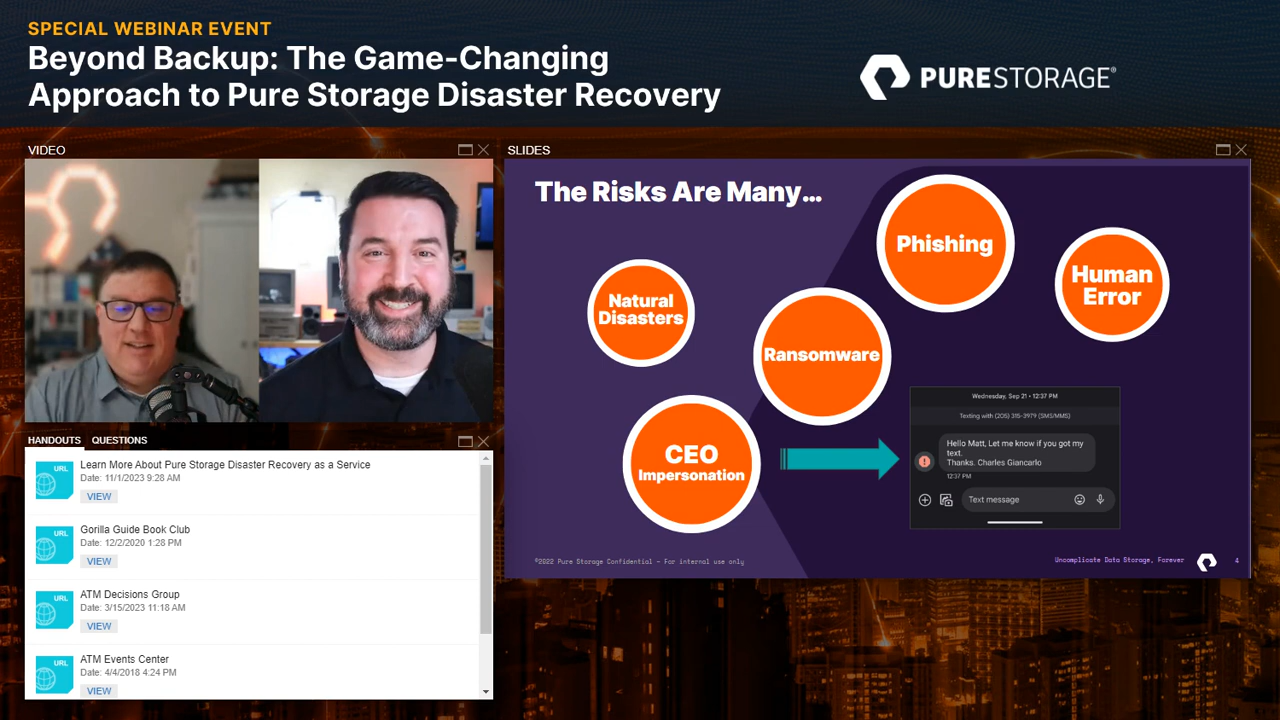 SPECIAL WEBINAR EVENT
Beyond Backup: The Game-Changing
Approach to Pure Storage Disaster Recovery
PURESTORAGE®
VIDEO
SLIDES
The Risks Are Many...
Phishing
Human
Error
Natural
Disasters
Ransomware
CEO
Impersonation
Wednesday, Sep 21 • 12:37 PM
Texting with (205) 315-3979 (SMS/MMS)
Hello Matt, Let me know if you got my
text.
Thanks. Charles Giancarlo
12:37 PM
Text message
©2022 Pure Storage Confidential – For internal use only
Uncomplicate Data Storage, Forever
4
HANDOUTS QUESTIONS
URL
Learn More About Pure Storage Disaster Recovery as a Service
Date: 11/1/2023 9:28 AM
VIEW
URL
Gorilla Guide Book Club
Date: 12/2/2020 1:28 PM
VIEW
URL
ATM Decisions Group
Date: 3/15/2023 11:18 AM
VIEW
URL
ATM Events Center
Date: 4/4/2018 4:24 PM
VIEW